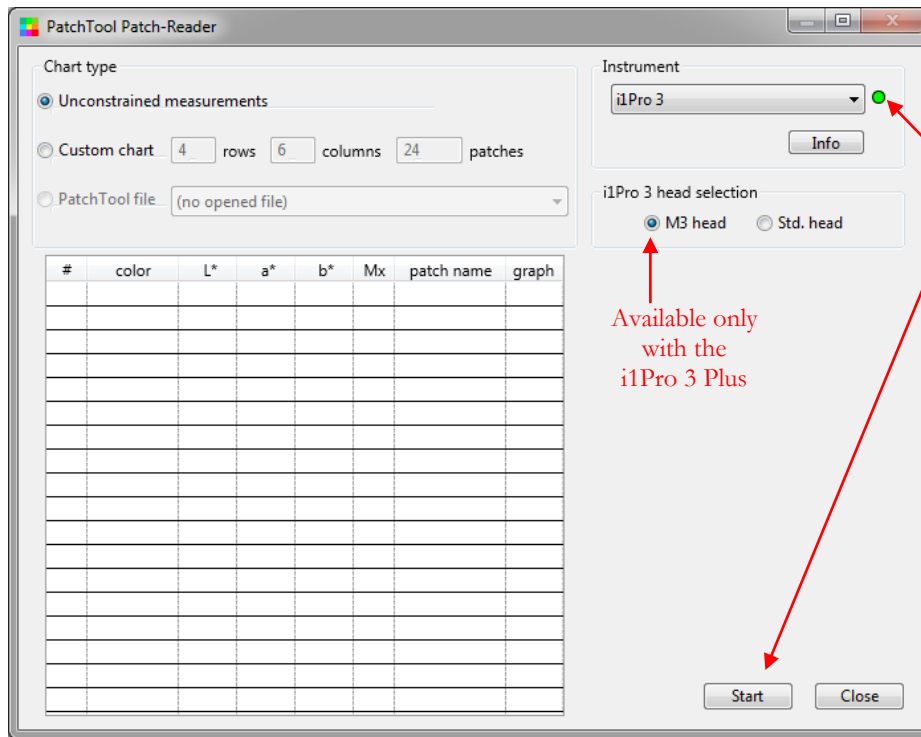 PatchTool Patch-Reader
Chart type
Unconstrained measurements
Custom chart 4 rows 6 columns 24 patches
PatchTool file (no opened file)
Instrument
i1Pro 3
Info
i1Pro 3 head selection
M3 head Std. head
Available only
with the
i1Pro 3 Plus
# color L* a* b* Mx patch name graph
Start Close